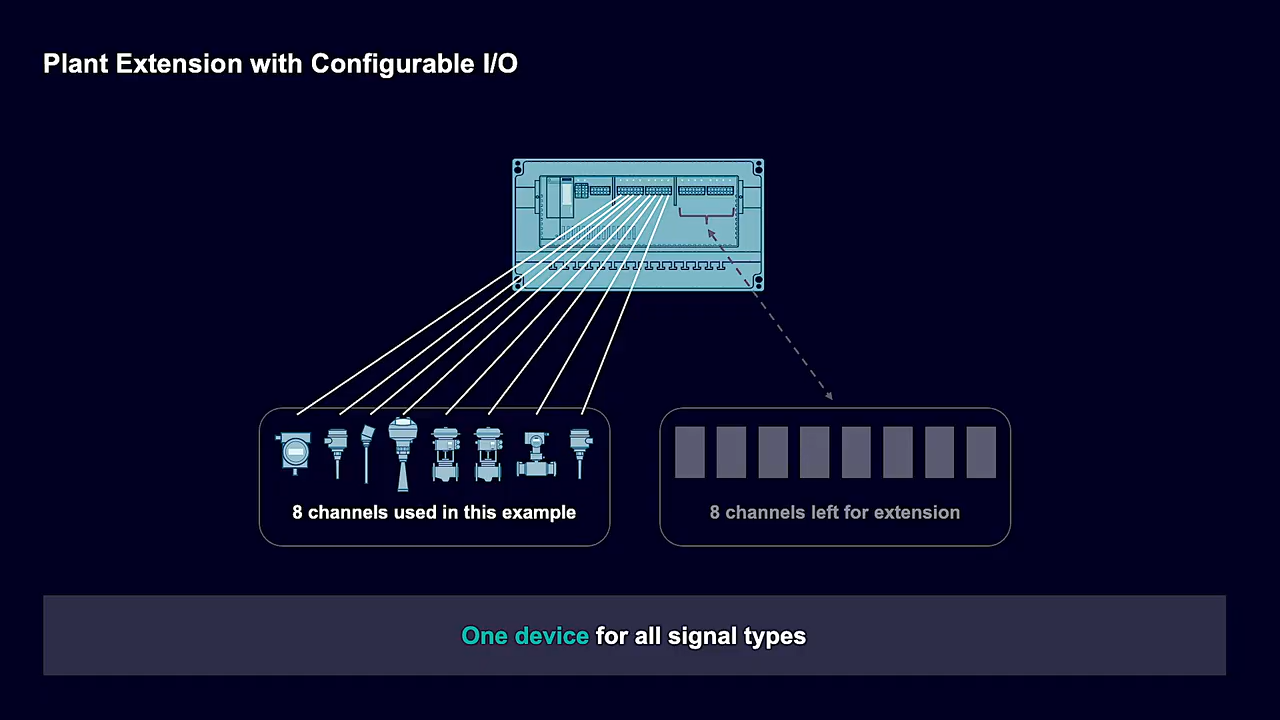 Plant Extension with Configurable I/O
8 channels used in this example
8 channels left for extension
One device for all signal types